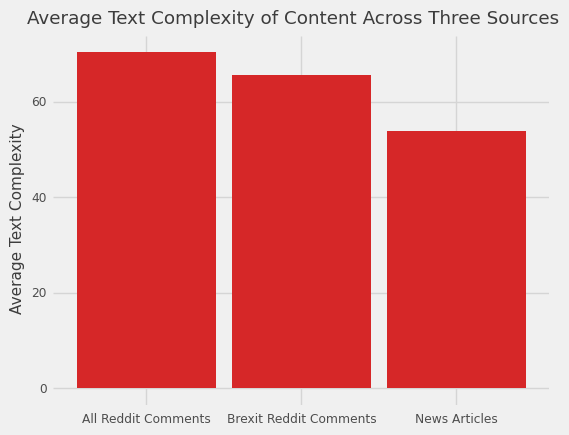 Average Text Complexity of Content Across Three Sources
Average Text Complexity
60
40
20
0
All Reddit Comments
Brexit Reddit Comments
News Articles